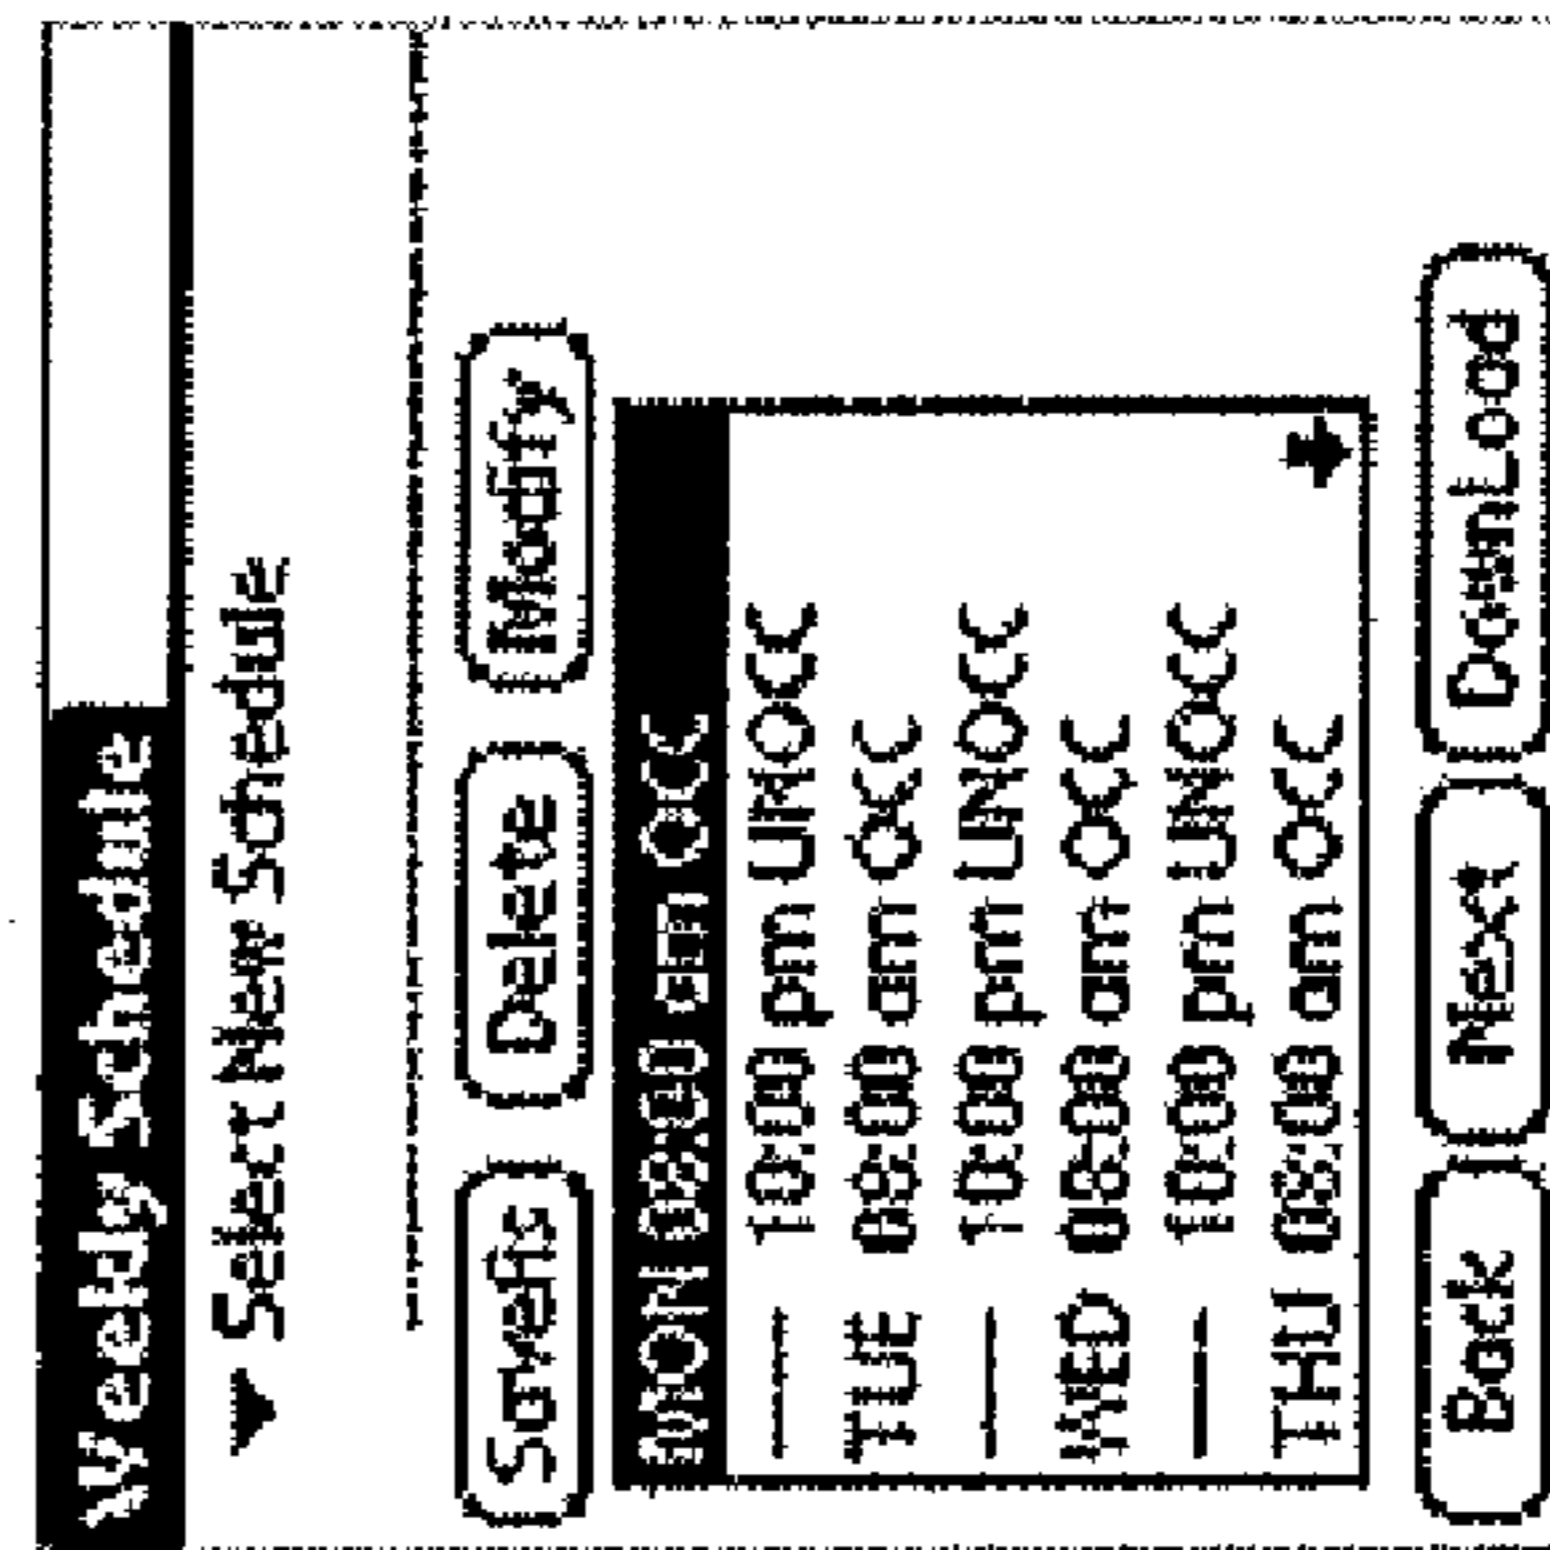 Weekly Schedule
Select New Schedule
SaveAs Delete Modify
MON 08:00 am OCC
10:00 pm UNOCC
TUE 08:00 am OCC
10:00 pm UNOCC
WED 08:00 am OCC
10:00 pm UNOCC
THU 08:00 am OCC
Back Next DownLoad